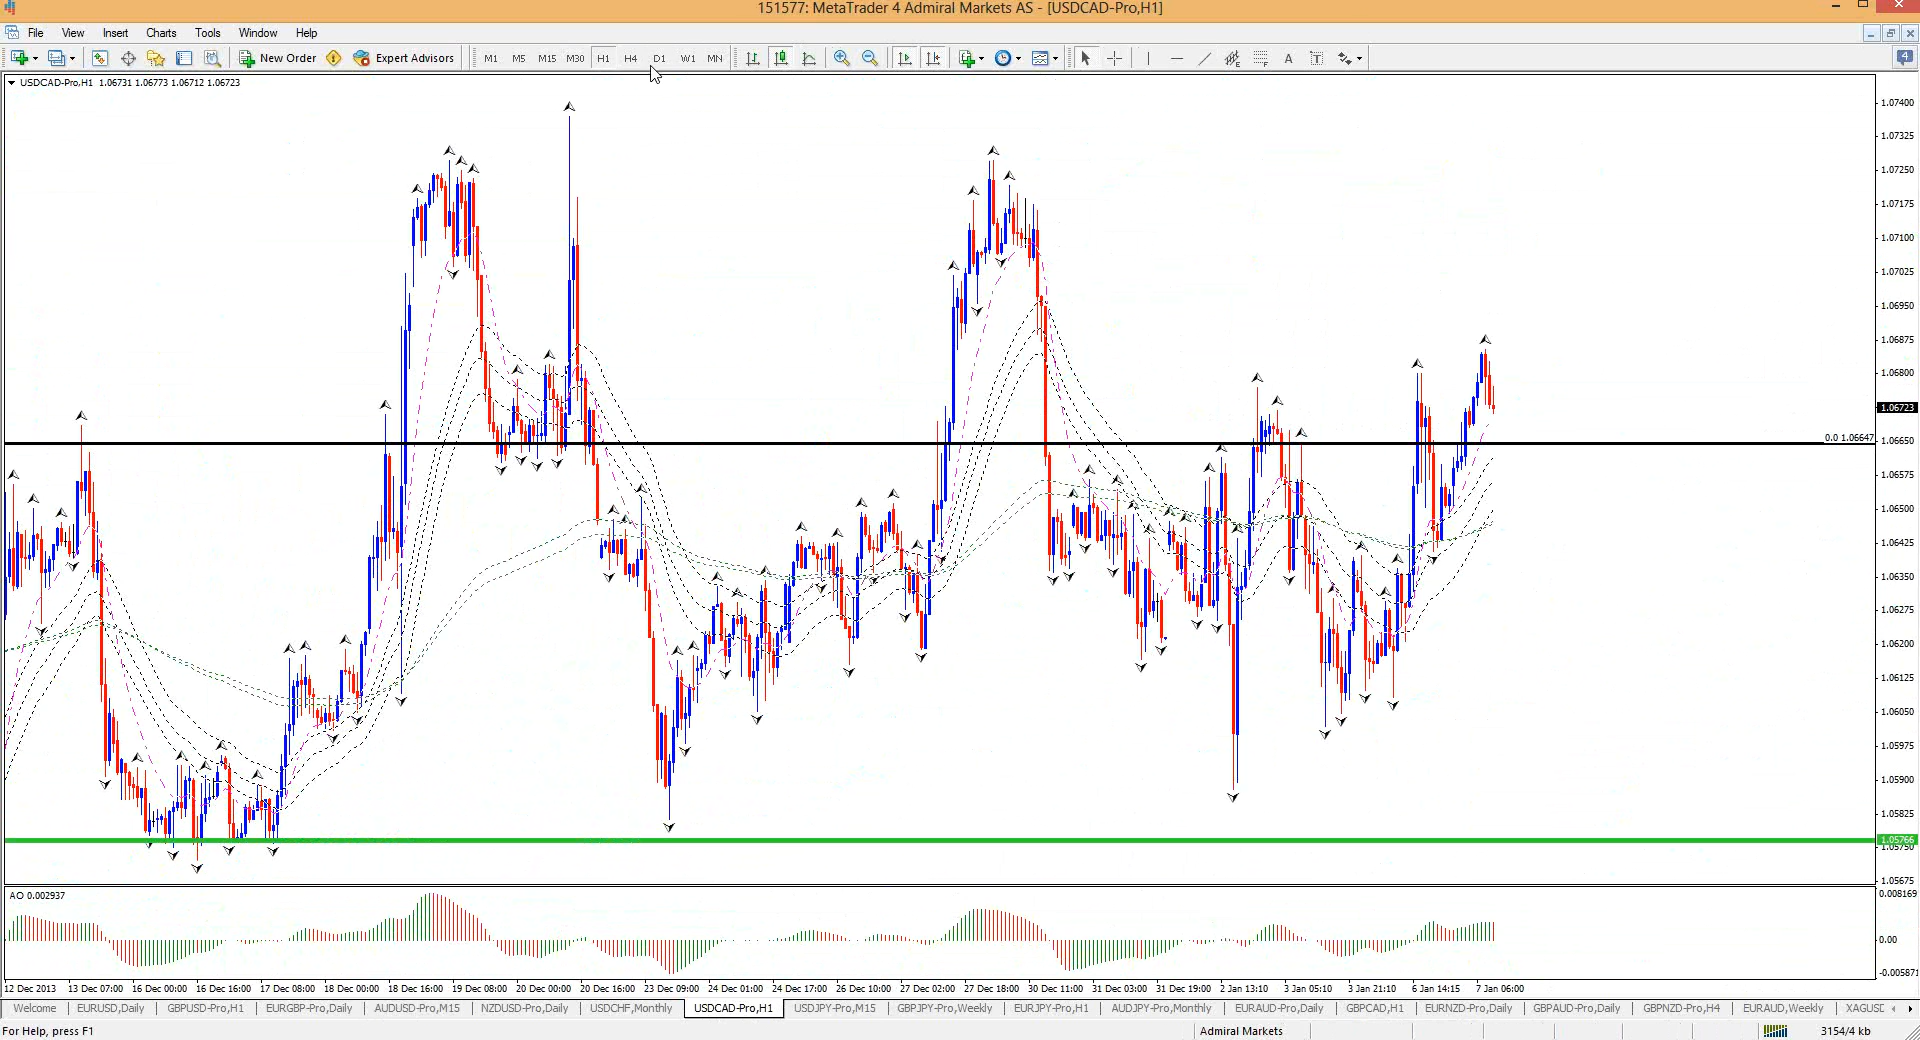 151577: MetaTrader 4 Admiral Markets AS - [USDCAD-Pro,H1]
File View Insert Charts Tools Window Help
New Order Expert Advisors M1 M5 M15 M30 H1 H4 D1 W1 MN A T 4
USDCAD-Pro,H1 1.06731 1.06773 1.06712 1.06723
1.07400
1.07325
1.07250
1.07175
1.07100
1.07025
1.06950
1.06875
1.06800
1.06723
0.0 1.06647
1.06650
1.06575
1.06500
1.06425
1.06350
1.06275
1.06200
1.06125
1.06050
1.05975
1.05900
1.05825
1.05766
1.05750
1.05675
AO 0.002937
0.008169
0.00
-0.005871
12 Dec 2013 13 Dec 07:00 16 Dec 00:00 16 Dec 16:00 17 Dec 08:00 18 Dec 00:00 18 Dec 16:00 19 Dec 08:00 20 Dec 00:00 20 Dec 16:00 23 Dec 09:00 24 Dec 01:00 24 Dec 17:00 26 Dec 10:00 27 Dec 02:00 27 Dec 18:00 30 Dec 11:00 31 Dec 03:00 31 Dec 19:00 2 Jan 13:10 3 Jan 05:10 3 Jan 21:10 6 Jan 14:15 7 Jan 06:00
Welcome EURUSD,Daily GBPUSD-Pro,H1 EURGBP-Pro,Daily AUDUSD-Pro,M15 NZDUSD-Pro,Daily USDCHF,Monthly USDCAD-Pro,H1 USDJPY-Pro,M15 GBPJPY-Pro,Weekly EURJPY-Pro,H1 AUDJPY-Pro,Monthly EURAUD-Pro,Daily GBPCAD,H1 EURNZD-Pro,Daily GBPAUD-Pro,Daily GBPNZD-Pro,H4 EURAUD,Weekly XAGUSD
For Help, press F1
Admiral Markets
3154/4 kb